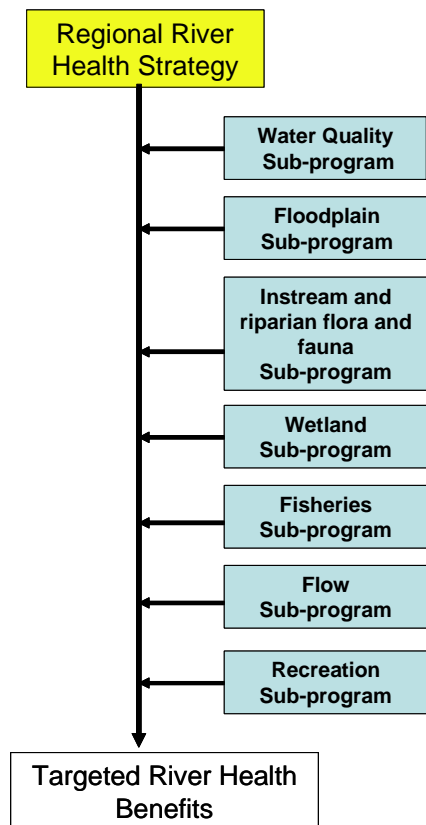 Regional River
Health Strategy
Water Quality
Sub-program
Floodplain
Sub-program
Instream and
riparian flora and
fauna
Sub-program
Wetland
Sub-program
Fisheries
Sub-program
Flow
Sub-program
Recreation
Sub-program
Targeted River Health
Benefits